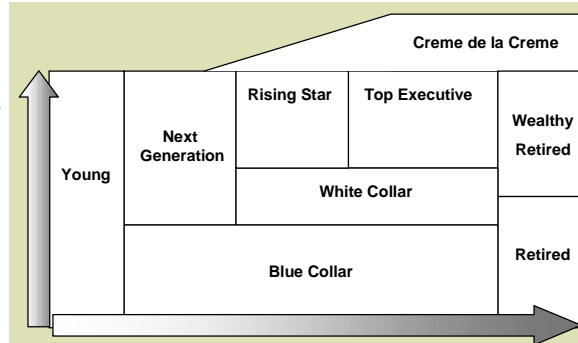 Creme de la Creme
Rising Star
Top Executive
Next
Generation
Wealthy
Retired
Young
White Collar
Blue Collar
Retired